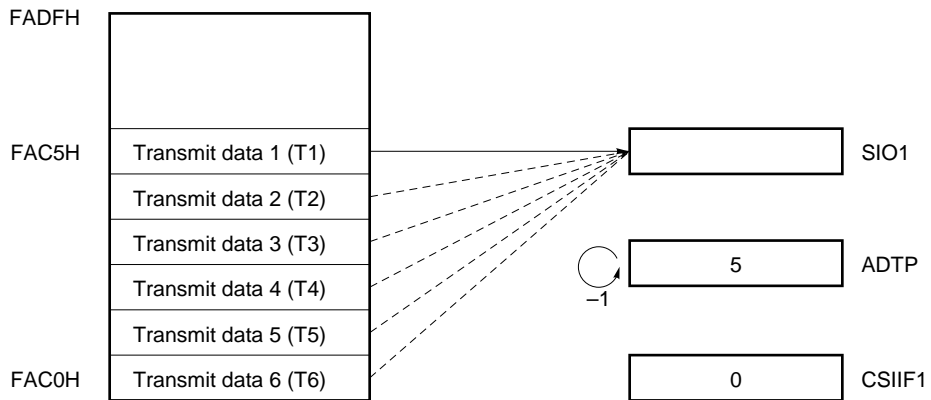 FADFH
FAC5H Transmit data 1 (T1) SIO1
Transmit data 2 (T2)
Transmit data 3 (T3)
5 ADTP
Transmit data 4 (T4)
–1
Transmit data 5 (T5)
FAC0H Transmit data 6 (T6) 0 CSIIF1